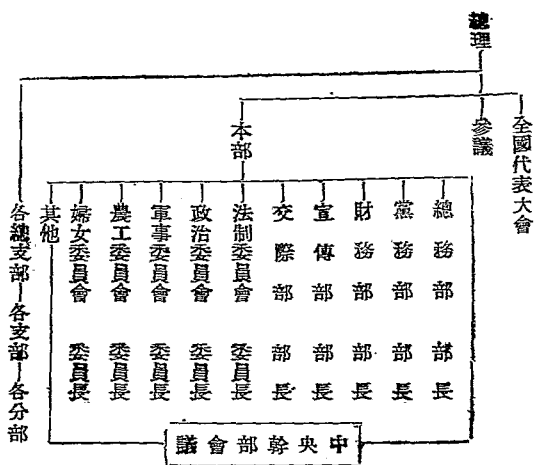 總理
全國代表大會
參議
本部
總務部 部長
黨務部 部長
財務部 部長
宣傳部 部長
交際部 部長
法制委員會 委員長
政治委員會 委員長
軍事委員會 委員長
農工委員會 委員長
婦女委員會 委員長
其他
各總支部—各支部—各分部
中央幹部會議